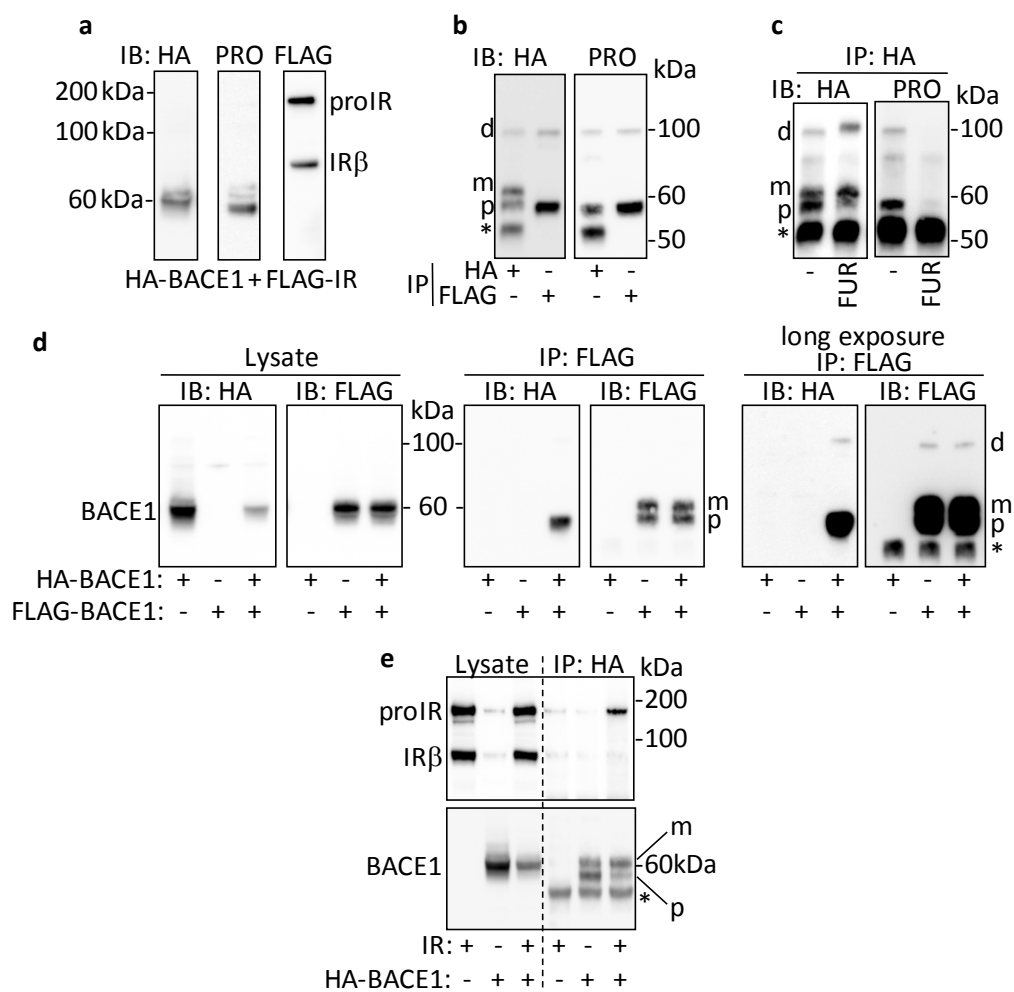 a
IB: HA PRO FLAG
200 kDa-
100 kDa-
60 kDa-
proIR
IRβ
HA-BACE1 + FLAG-IR
b
IB: HA PRO
kDa
d
m
p
*
-100
-60
-50
IP HA + - + -
FLAG - + - +
c
IP: HA
IB: HA PRO
kDa
d
m
p
*
-100
-60
-50
- FUR - FUR
d
Lysate
IB: HA IB: FLAG
kDa
-100-
- 60 -
BACE1
IP: FLAG
IB: HA IB: FLAG
m
p
long exposure
IP: FLAG
IB: HA IB: FLAG
d
m
p
*
HA-BACE1: + - + + - + + - + + - + + - + + - +
FLAG-BACE1: - + + - + + - + + - + + - + + - + +
e
Lysate IP: HA kDa
proIR
IRβ
-200
-100
BACE1
m
-60kDa
*
p
IR: + - + + - +
HA-BACE1: - + + - + +